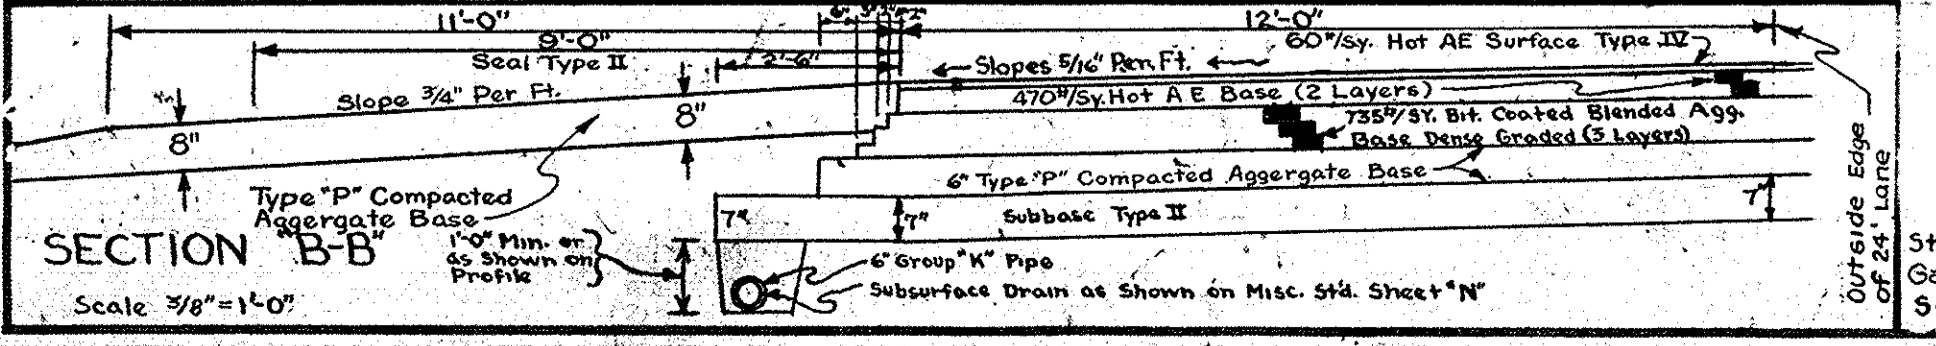 11'-0"
6"
12'-0"
9'-0"
60#/Sy. Hot AE Surface Type IV
Seal Type II
2'-6"
Slopes 5/16" Per Ft.
Slope 3/4" Per Ft.
470#/Sy. Hot A E Base (2 Layers)
8"
8"
735#/SY. Bit. Coated Blended Agg.
Base Dense Graded (3 Layers)
6" Type "P" Compacted Aggergate Base
Type "P" Compacted
Aggergate Base
7"
7"
Subbase Type II
7"
SECTION "B-B"
1'-0" Min. or
as Shown on
Profile
6" Group "K" Pipe
Subsurface Drain as Shown on Misc. Std. Sheet "N"
Scale 3/8" = 1'-0"
Outside Edge
of 24' Lane
St
Ga
S